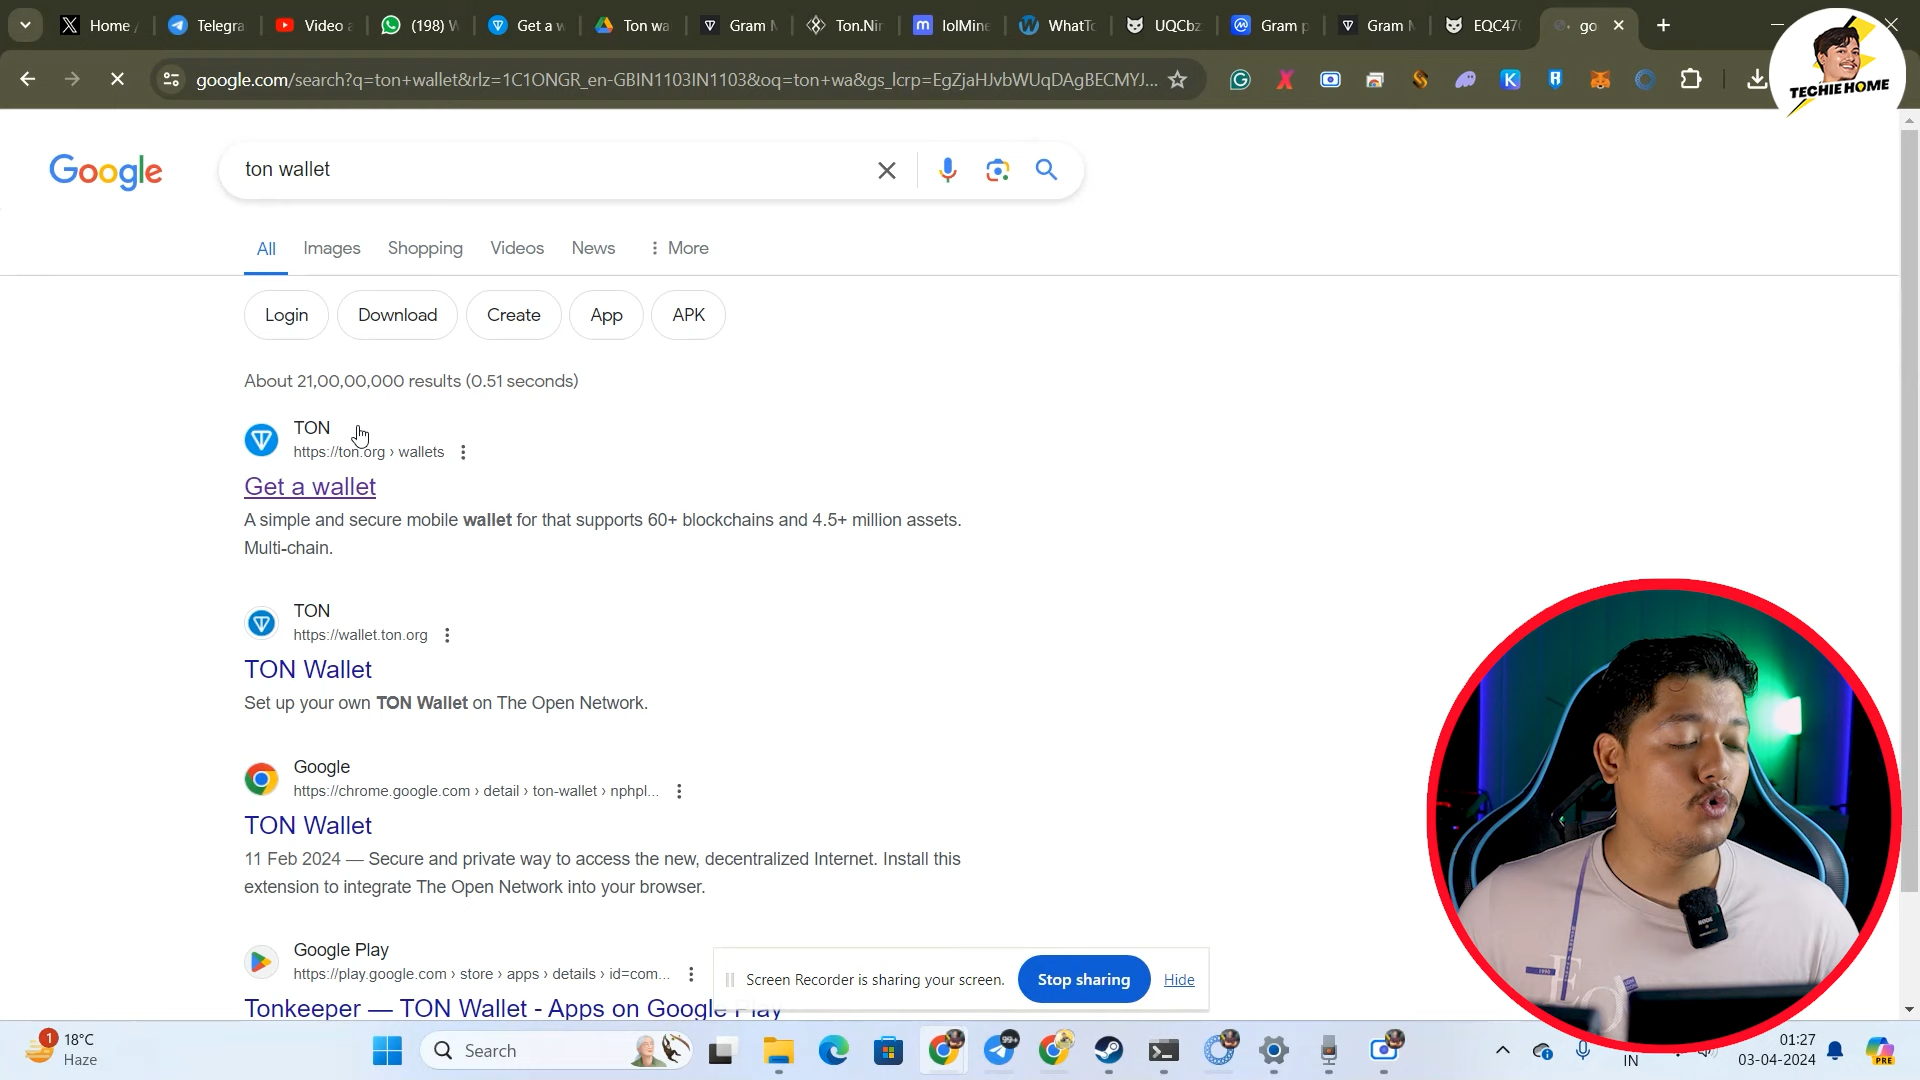 Home
Telegra
Video a
(198) W
Get a w
Ton wa
Gram M
Ton.Nin
IolMine
WhatTo
UQCbz
Gram p
Gram M
EQC470
go
google.com/search?q=ton+wallet&rlz=1C1ONGR_en-GBIN1103IN1103&oq=ton+wa&gs_lcrp=EgZjaHJvbWUqDAgBECMYJ...
TECHIE HOME
Google
ton wallet
All Images Shopping Videos News More
Login Download Create App APK
About 21,00,00,000 results (0.51 seconds)
TON
https://ton.org › wallets
Get a wallet
A simple and secure mobile wallet for that supports 60+ blockchains and 4.5+ million assets.
Multi-chain.
TON
https://wallet.ton.org
TON Wallet
Set up your own TON Wallet on The Open Network.
Google
https://chrome.google.com › detail › ton-wallet › nphpl...
TON Wallet
11 Feb 2024 — Secure and private way to access the new, decentralized Internet. Install this
extension to integrate The Open Network into your browser.
Google Play
https://play.google.com › store › apps › details › id=com...
Tonkeeper — TON Wallet - Apps on Google Play
Screen Recorder is sharing your screen.
Stop sharing
Hide
RODE
1
18°C
Haze
Search
99+
IN
01:27
03-04-2024
PRE